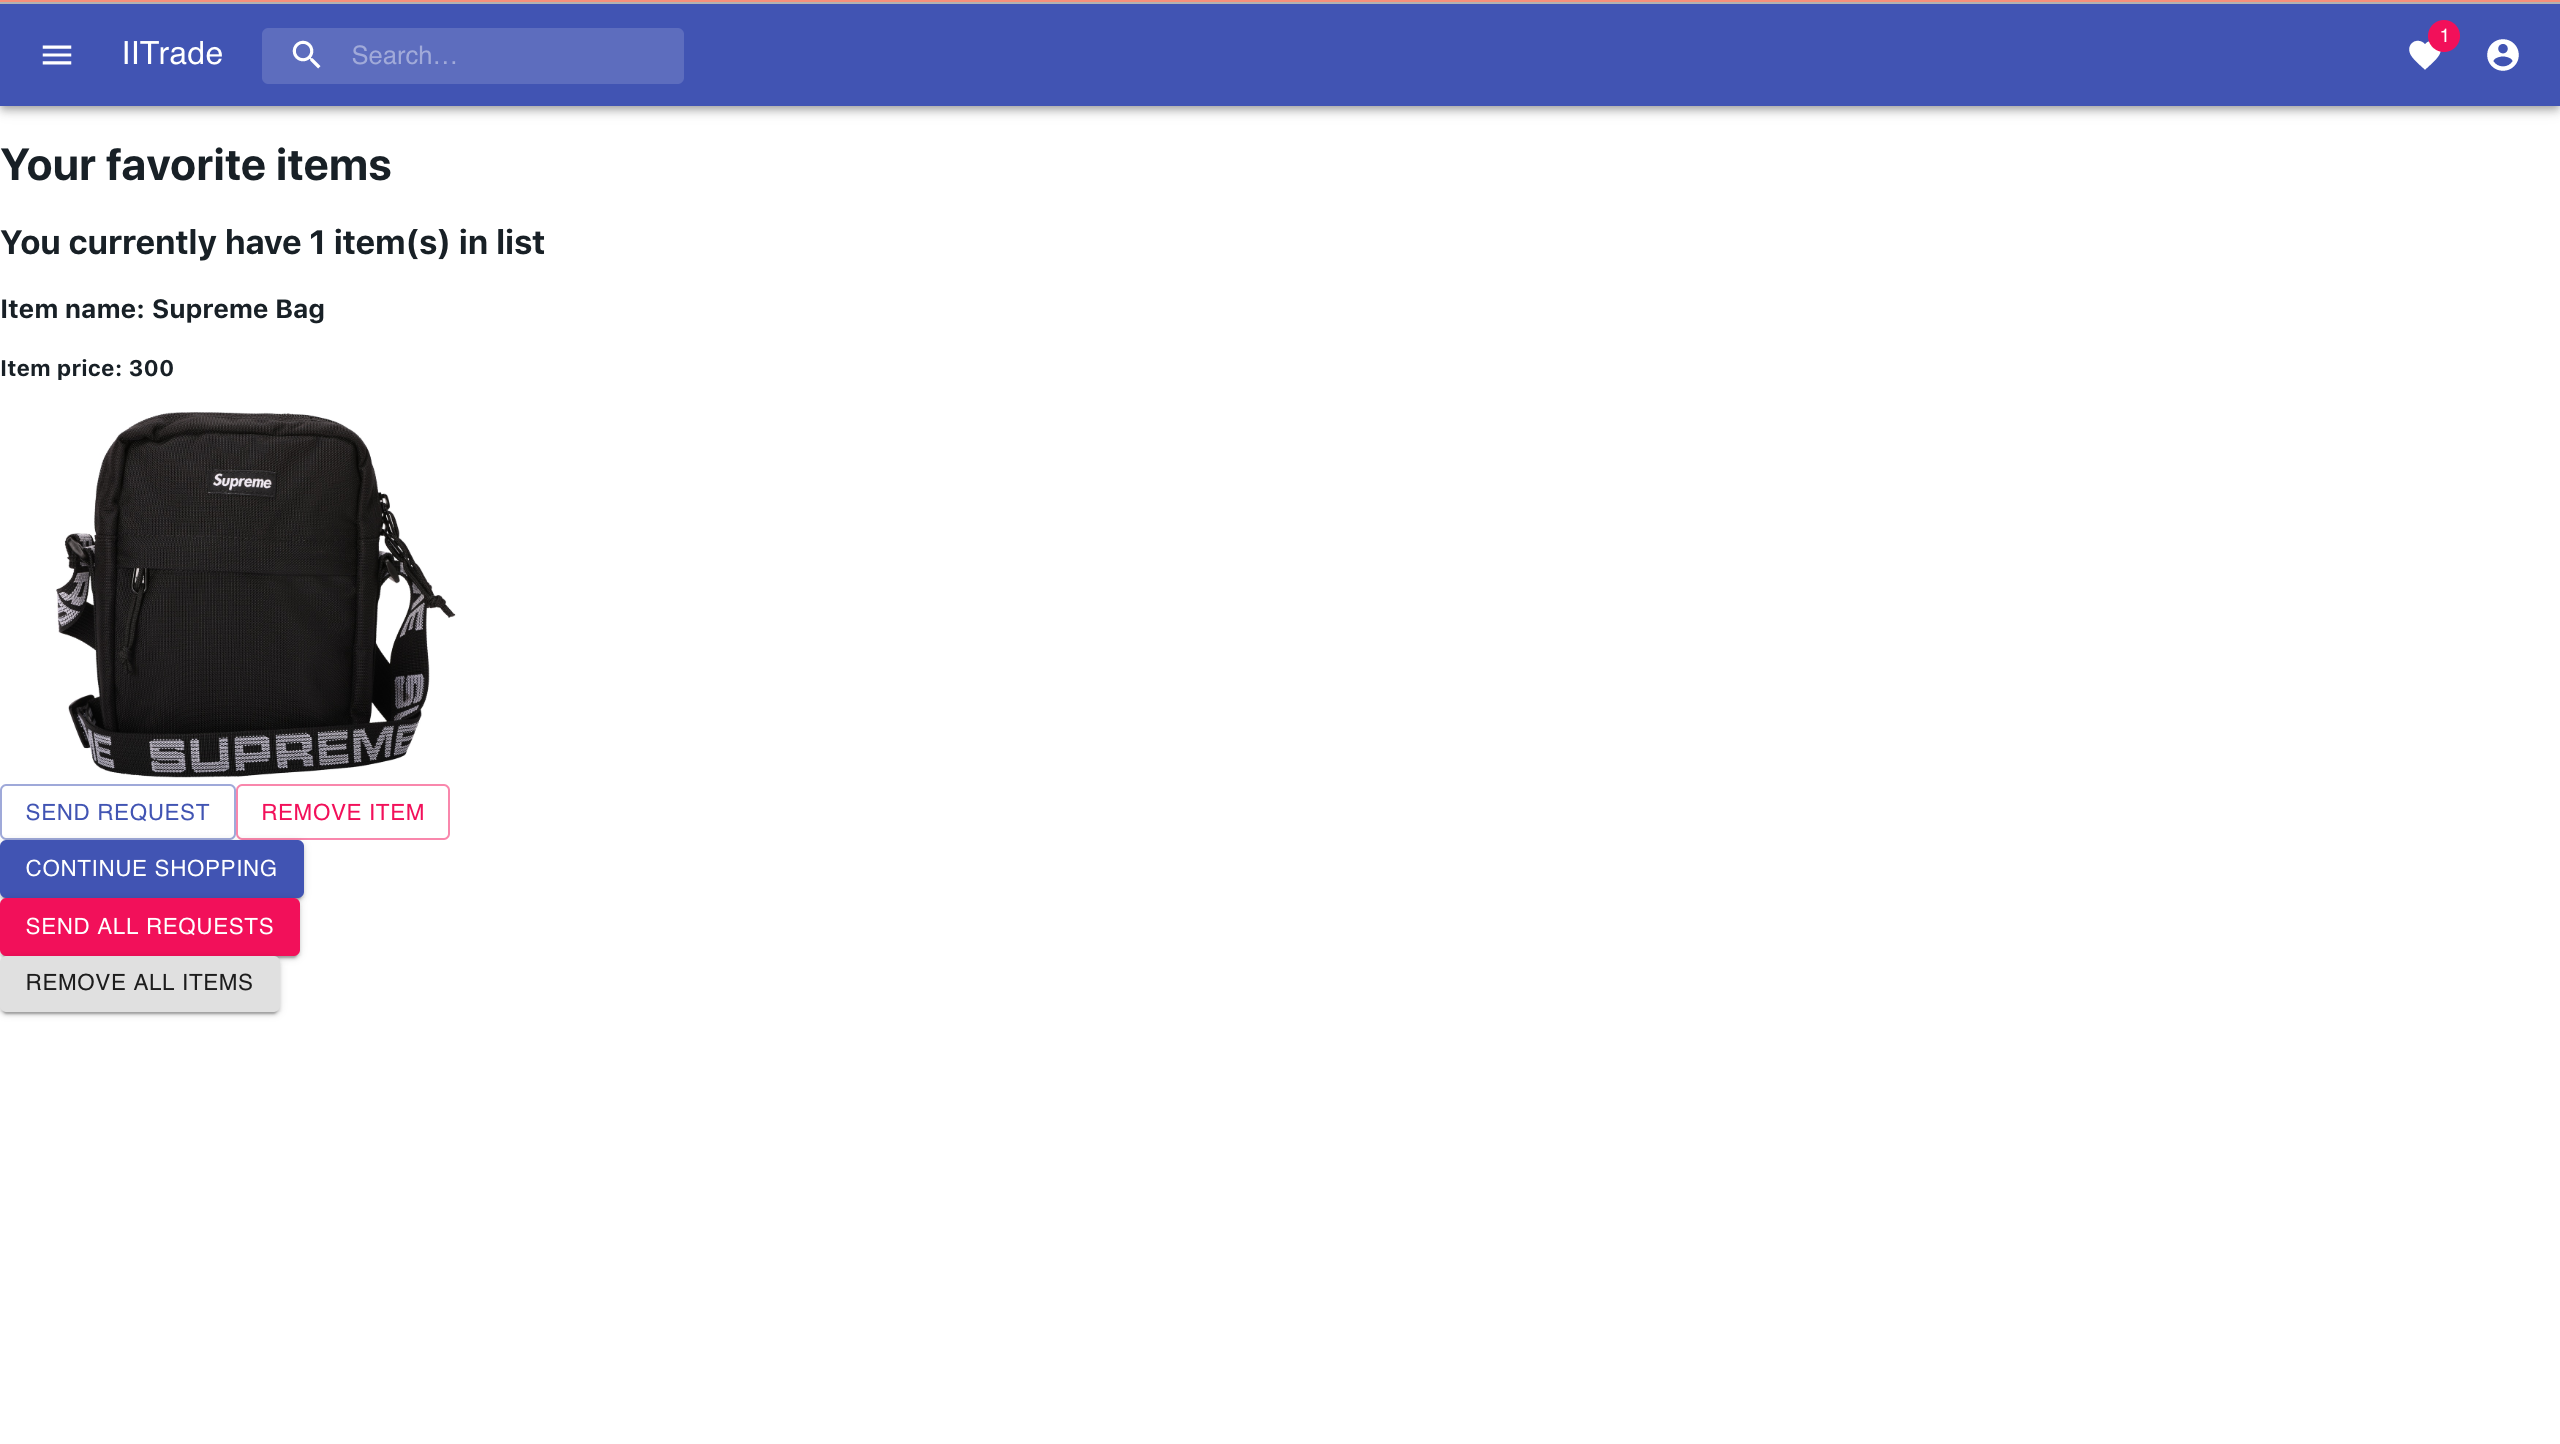 IITrade
Search…
1
Your favorite items
You currently have 1 item(s) in list
Item name: Supreme Bag
Item price: 300
Supreme
SUPREME
SEND REQUEST
REMOVE ITEM
CONTINUE SHOPPING
SEND ALL REQUESTS
REMOVE ALL ITEMS